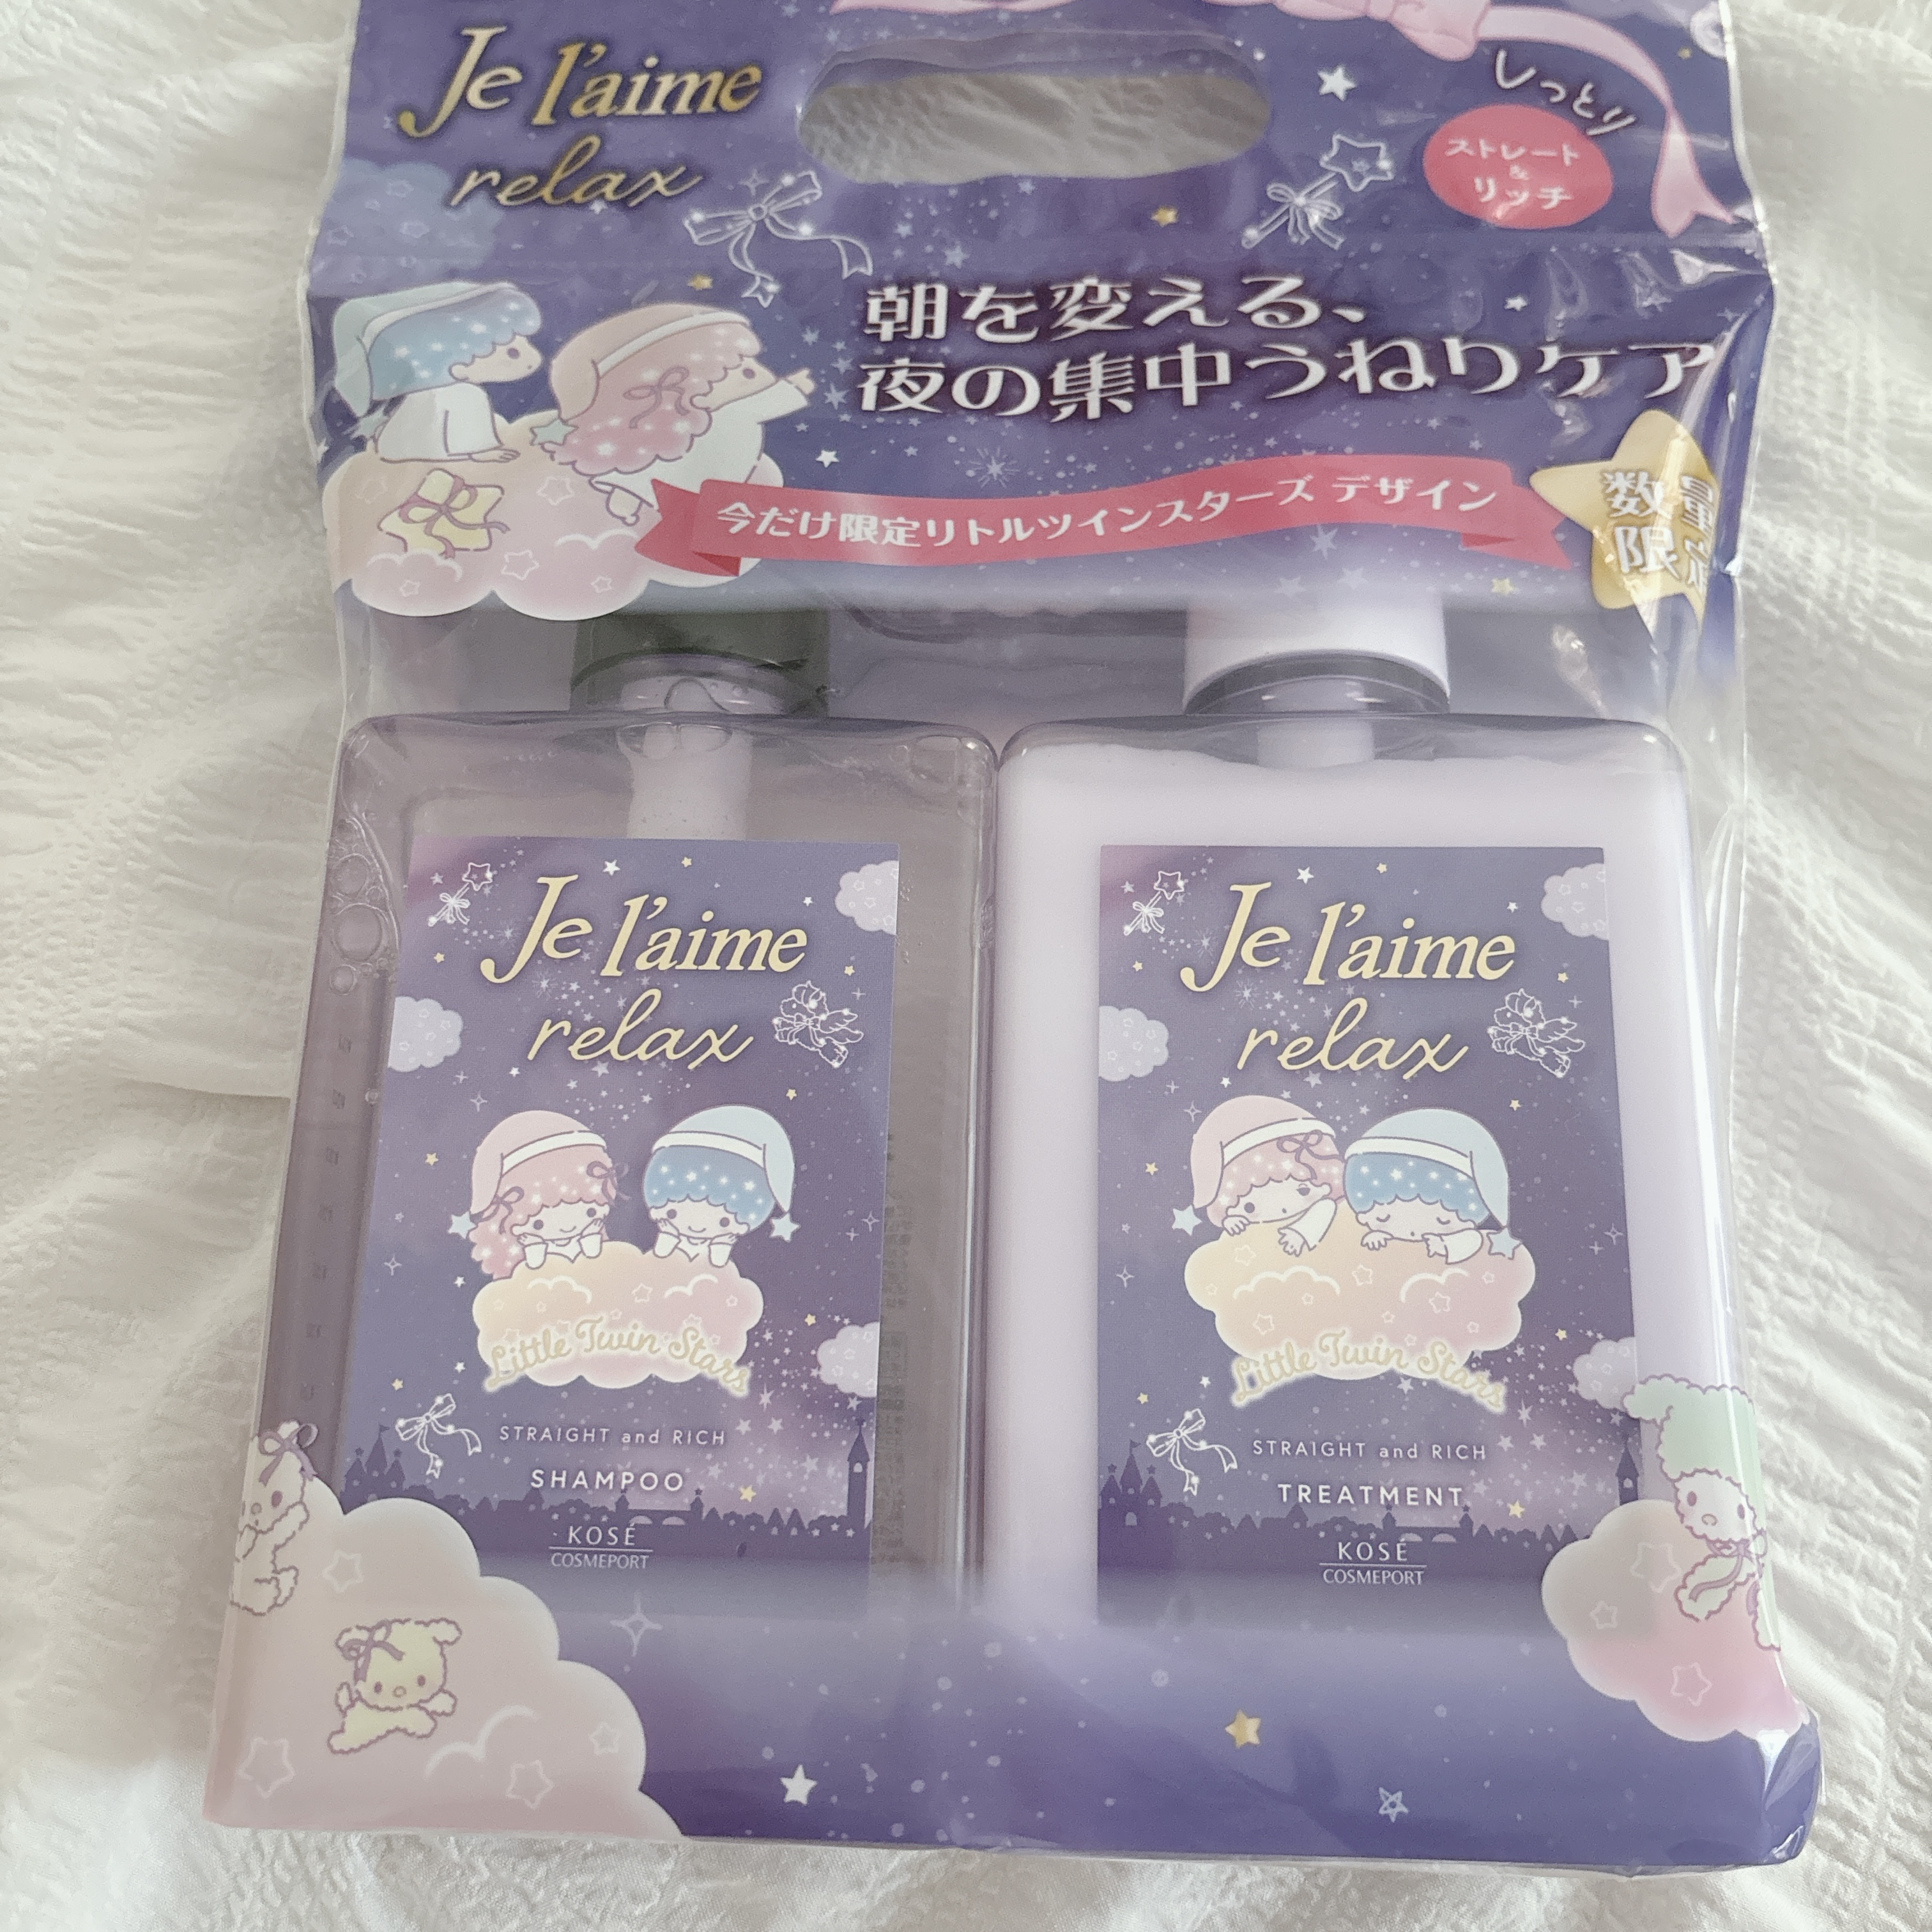 Je l'aime
relax
しっとり
ストレート
&
リッチ
朝を変える、
夜の集中うねりケア
今だけ限定リトルツインスターズ デザイン
数量
限定
Je l'aime
relax
Little Twin Stars
STRAIGHT and RICH
SHAMPOO
KOSÉ
COSMEPORT
Je l'aime
relax
Little Twin Stars
STRAIGHT and RICH
TREATMENT
KOSÉ
COSMEPORT